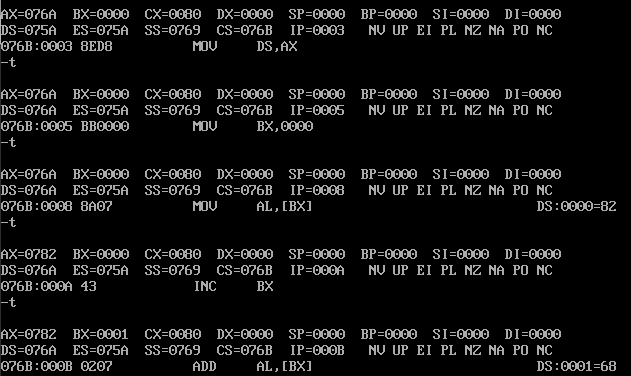 AX=076A  BX=0000  CX=0080  DX=0000  SP=0000  BP=0000  SI=0000  DI=0000
DS=075A  ES=075A  SS=0769  CS=076B  IP=0003   NV UP EI PL NZ NA PO NC
076B:0003 8ED8          MOV     DS,AX
-t
AX=076A  BX=0000  CX=0080  DX=0000  SP=0000  BP=0000  SI=0000  DI=0000
DS=076A  ES=075A  SS=0769  CS=076B  IP=0005   NV UP EI PL NZ NA PO NC
076B:0005 BB0000        MOV     BX,0000
-t
AX=076A  BX=0000  CX=0080  DX=0000  SP=0000  BP=0000  SI=0000  DI=0000
DS=076A  ES=075A  SS=0769  CS=076B  IP=0008   NV UP EI PL NZ NA PO NC
076B:0008 8A07          MOV     AL,[BX]                            DS:0000=82
-t
AX=0782  BX=0000  CX=0080  DX=0000  SP=0000  BP=0000  SI=0000  DI=0000
DS=076A  ES=075A  SS=0769  CS=076B  IP=000A   NV UP EI PL NZ NA PO NC
076B:000A 43            INC     BX
-t
AX=0782  BX=0001  CX=0080  DX=0000  SP=0000  BP=0000  SI=0000  DI=0000
DS=076A  ES=075A  SS=0769  CS=076B  IP=000B   NV UP EI PL NZ NA PO NC
076B:000B 0207          ADD     AL,[BX]                            DS:0001=68